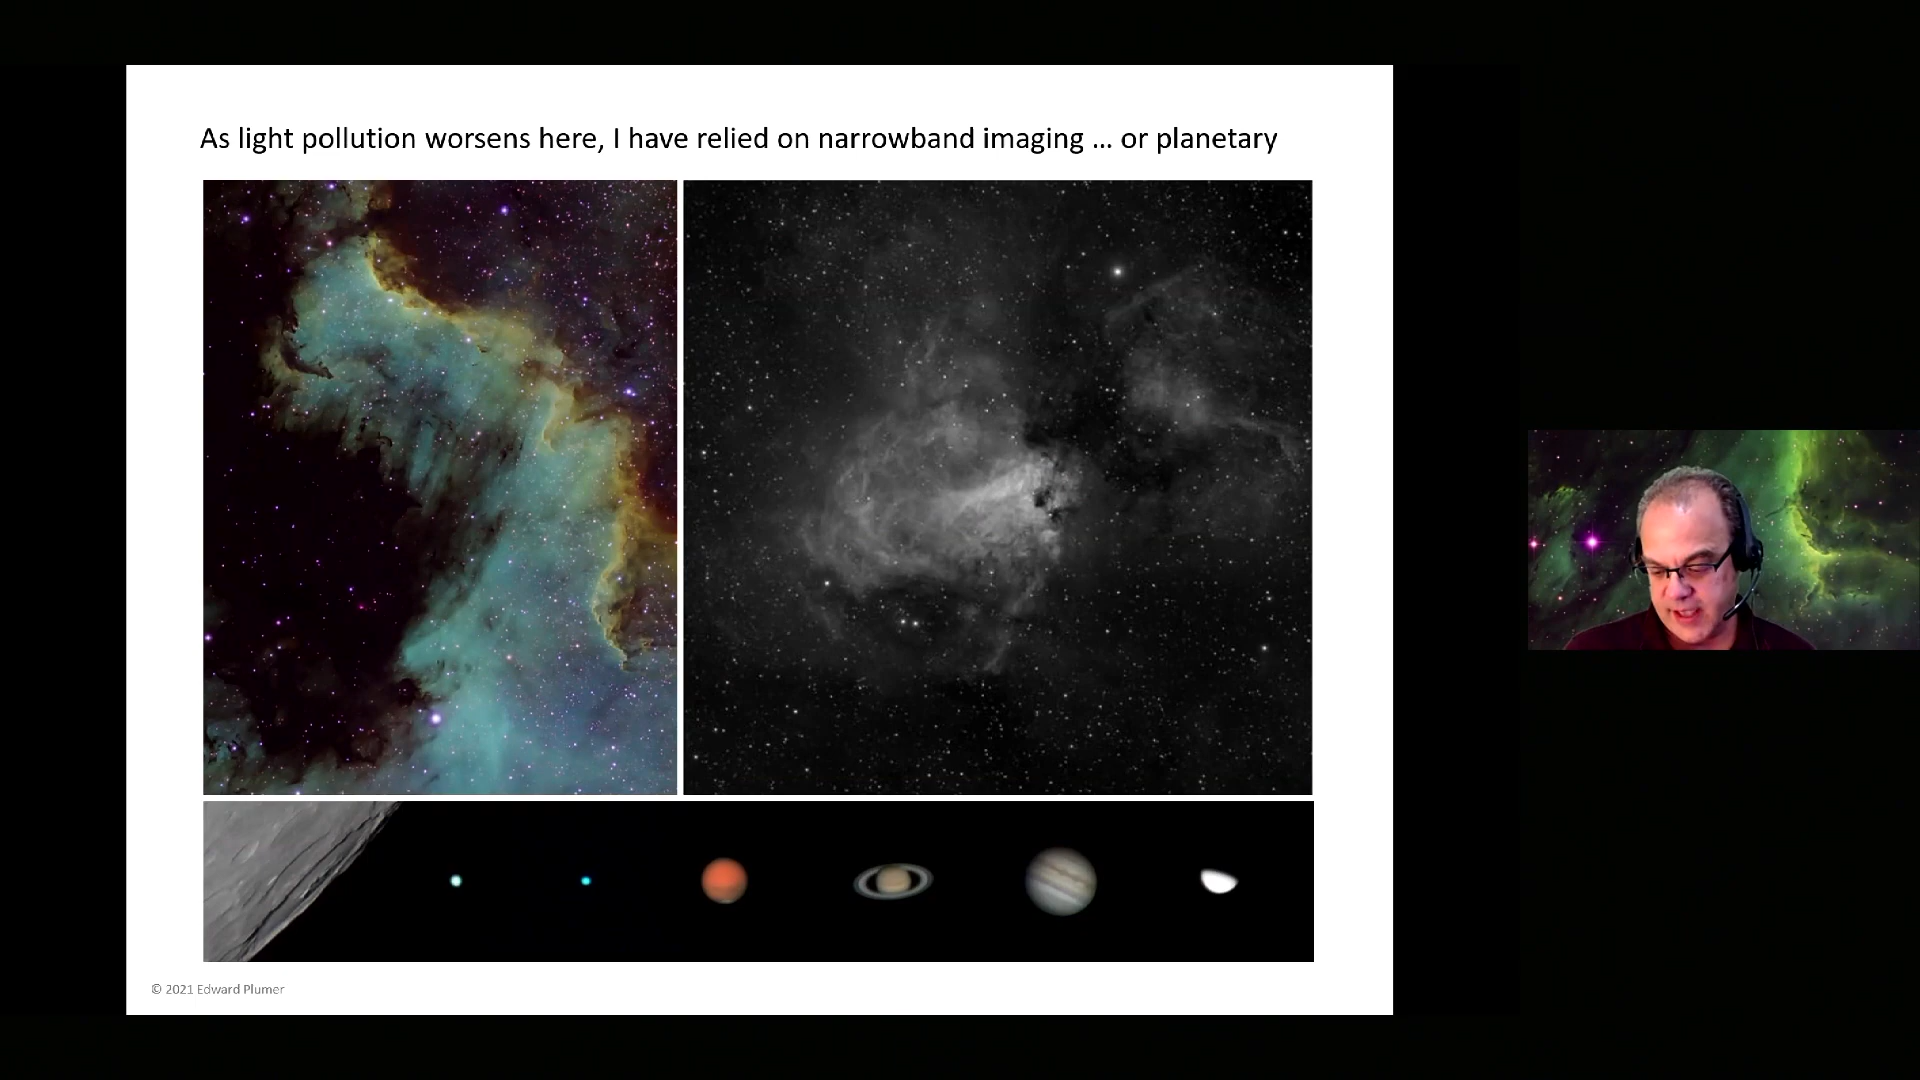 As light pollution worsens here, I have relied on narrowband imaging ... or planetary
© 2021 Edward Plumer